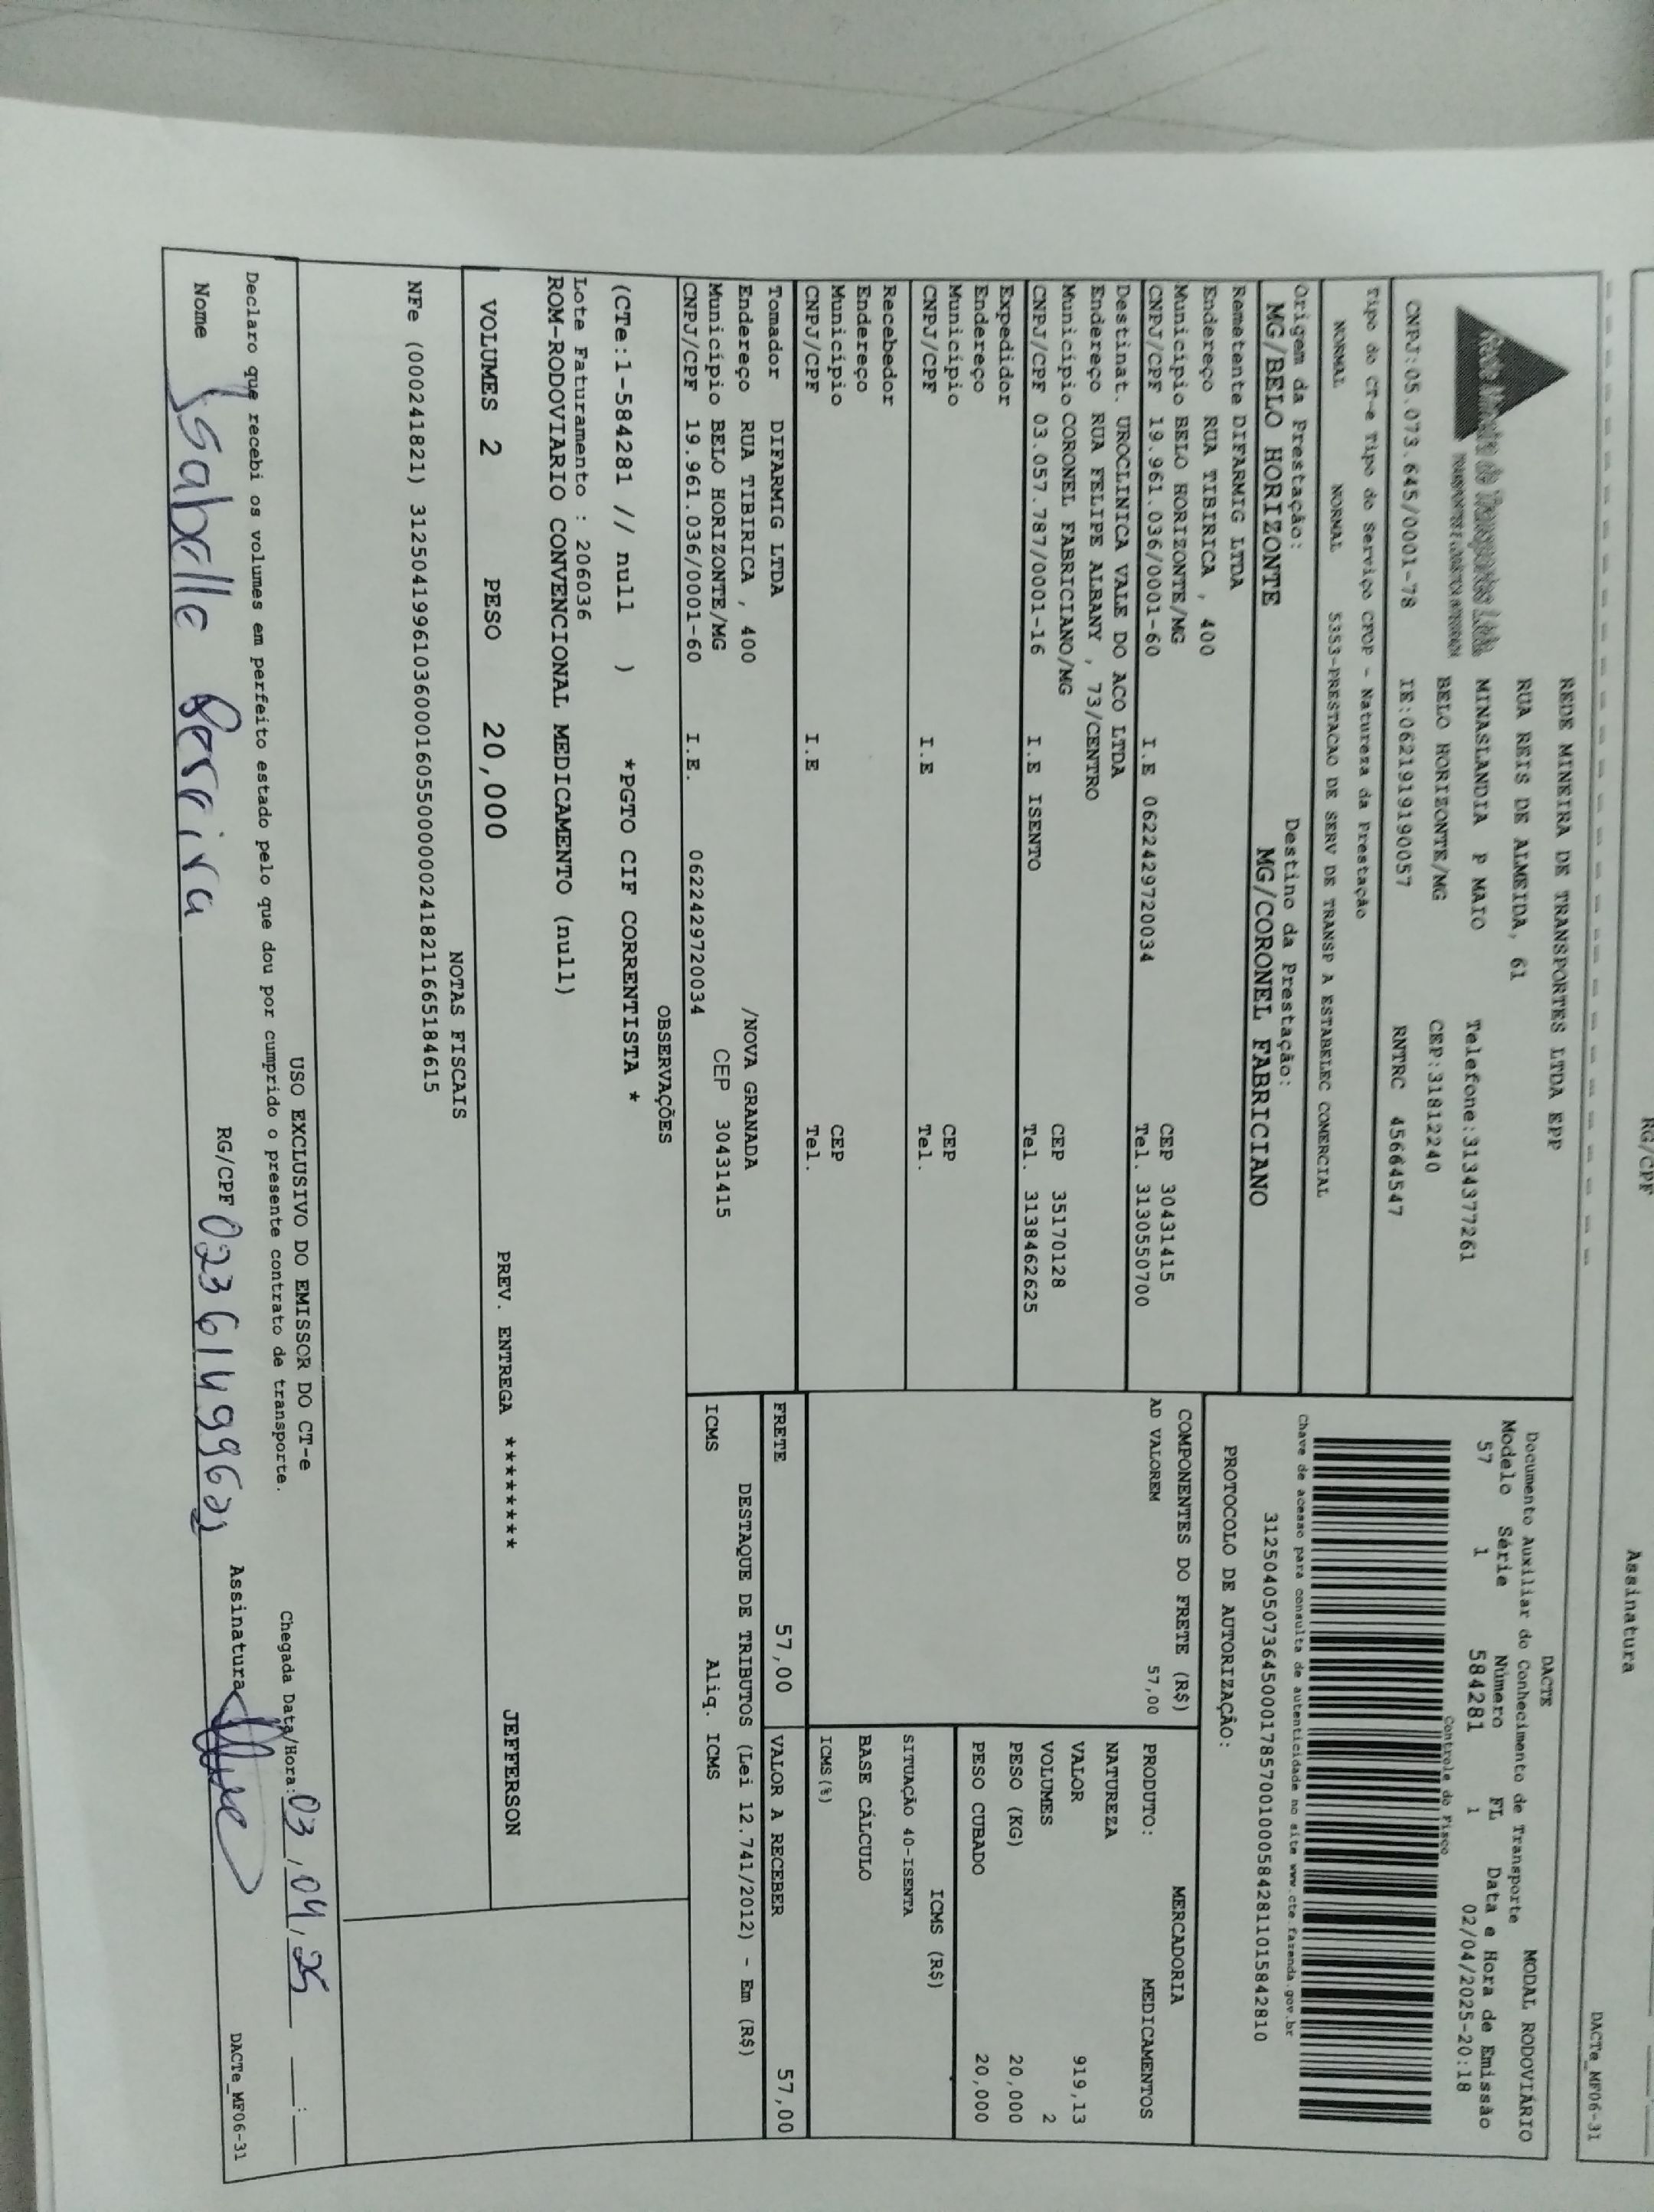 RG/CPF Assinatura DACTe_MF06-31
Rede Mineira de Transportes Ltda.
REDE MINEIRA DE TRANSPORTES LTDA EPP
RUA REIS DE ALMEIDA, 61
MINASLANDIA P MAIO Telefone:3134377261
BELO HORIZONTE/MG CEP:31812240
CNPJ:05.073.645/0001-78 IE:0621919190057 RNTRC 45664547
DACTE MODAL RODOVIÁRIO
Documento Auxiliar do Conhecimento de Transporte
Modelo Série Número FL Data e Hora de Emissão
57 1 584281 1 02/04/2025-20:18
Controle do Fisco
Tipo do CT-e Tipo do Serviço CFOP - Natureza da Prestação
NORMAL NORMAL 5353-PRESTACAO DE SERV DE TRANSP A ESTABELEC COMERCIAL
Chave de acesso para consulta de autenticidade no site www.cte.fazenda.gov.br
31250405073645000178570010005842811015842810
Origem da Prestação: Destino da Prestação:
MG/BELO HORIZONTE MG/CORONEL FABRICIANO
PROTOCOLO DE AUTORIZAÇÃO:
Remetente DIFARMIG LTDA
Endereço RUA TIBIRICA , 400
Município BELO HORIZONTE/MG CEP 30431415
CNPJ/CPF 19.961.036/0001-60 I.E 0622429720034 Tel. 3130550700
Destinat. UROCLINICA VALE DO ACO LTDA
Endereço RUA FELIPE ALBANY , 73/CENTRO
Município CORONEL FABRICIANO/MG CEP 35170128
CNPJ/CPF 03.057.787/0001-16 I.E ISENTO Tel. 3138462625
Expedidor
Endereço
Município CEP
CNPJ/CPF I.E Tel.
Recebedor
Endereço
Município CEP
CNPJ/CPF I.E Tel.
COMPONENTES DO FRETE (R$)
AD VALOREM 57,00
MERCADORIA
PRODUTO: MEDICAMENTOS
NATUREZA
VALOR 919,13
VOLUMES 2
PESO (KG) 20,000
PESO CUBADO 20,000
ICMS (R$)
SITUAÇÃO 40-ISENTA
BASE CÁLCULO
ICMS(%)
Tomador DIFARMIG LTDA
Endereço RUA TIBIRICA , 400 /NOVA GRANADA
Município BELO HORIZONTE/MG CEP 30431415
CNPJ/CPF 19.961.036/0001-60 I.E. 0622429720034
FRETE 57,00 VALOR A RECEBER 57,00
DESTAQUE DE TRIBUTOS (Lei 12.741/2012) - Em (R$)
ICMS Aliq. ICMS
OBSERVAÇÕES
(CTe:1-584281 // null ) *PGTO CIF CORRENTISTA *
Lote Faturamento : 206036
ROM-RODOVIARIO CONVENCIONAL MEDICAMENTO (null)
VOLUMES 2 PESO 20,000 PREV. ENTREGA ******** JEFFERSON
NOTAS FISCAIS
NFe (000241821) 31250419961036000160550000002418211665184615
USO EXCLUSIVO DO EMISSOR DO CT-e
Declaro que recebi os volumes em perfeito estado pelo que dou por cumprido o presente contrato de transporte.
Chegada Data/Hora: 03/04/25 __:__
Nome Isabelle Perreira RG/CPF 02361499621 Assinatura DACTe_MF06-31